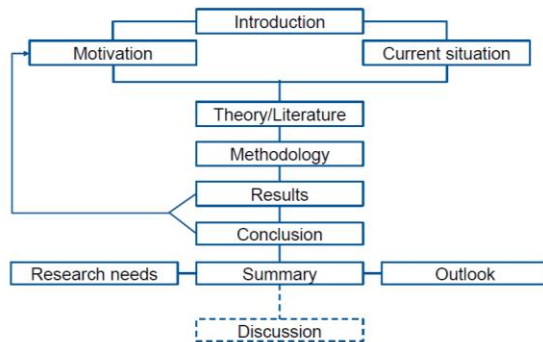 Introduction
Motivation
Current situation
Theory/Literature
Methodology
Results
Conclusion
Research needs
Summary
Outlook
Discussion